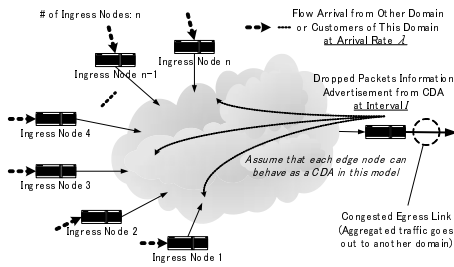 # of Ingress Nodes: n
Flow Arrival from Other Domain
or Customers of This Domain
at Arrival Rate λ
Ingress Node n-1
Ingress Node n
Dropped Packets Information
Advertisement from CDA
at Interval I
Ingress Node 4
Assume that each edge node can
behave as a CDA in this model
Ingress Node 3
Ingress Node 2
Ingress Node 1
Congested Egress Link
(Aggregated traffic goes
out to another domain)